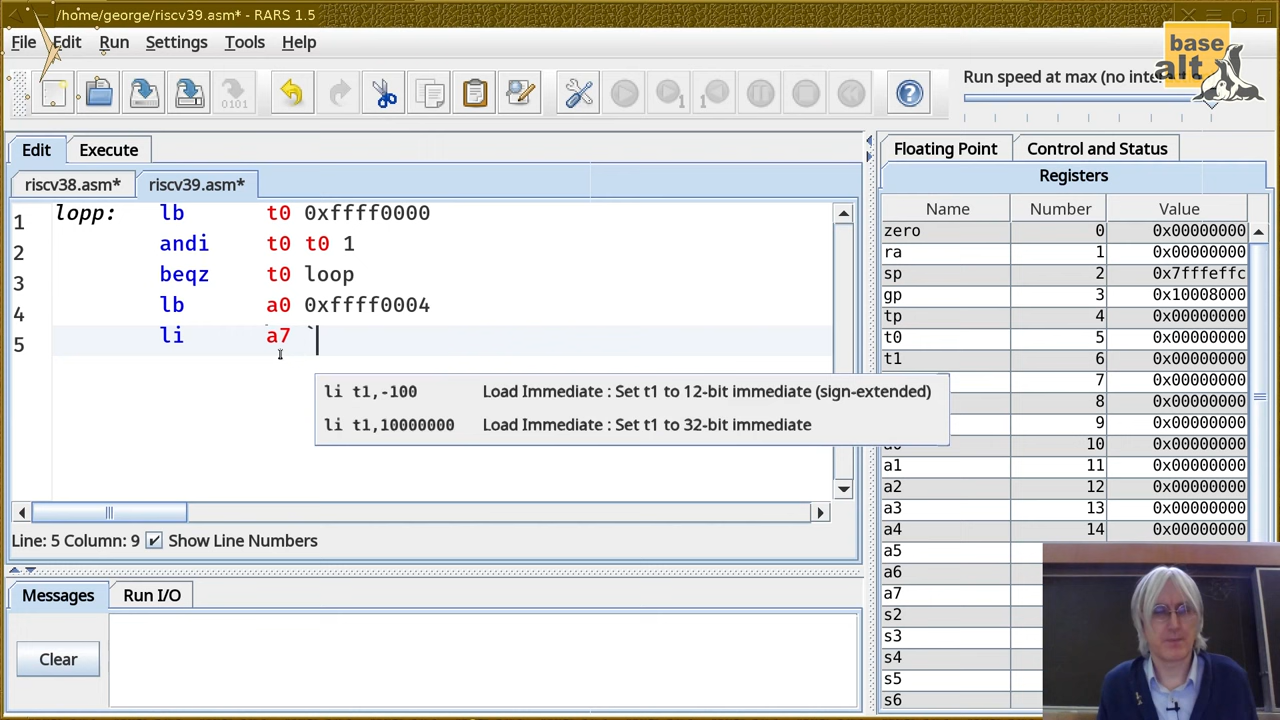 /home/george/riscv39.asm* - RARS 1.5
File Edit Run Settings Tools Help
base
alt
Run speed at max (no inte
Edit Execute
riscv38.asm* riscv39.asm*
1 lopp: lb t0 0xffff0000
2 andi t0 t0 1
3 beqz t0 loop
4 lb a0 0xffff0004
5 li a7 `
li t1,-100 Load Immediate : Set t1 to 12-bit immediate (sign-extended)
li t1,10000000 Load Immediate : Set t1 to 32-bit immediate
Line: 5 Column: 9 Show Line Numbers
Messages Run I/O
Clear
Floating Point Control and Status
Registers
Name Number Value
zero 0 0x00000000
ra 1 0x00000000
sp 2 0x7fffeffc
gp 3 0x10008000
tp 4 0x00000000
t0 5 0x00000000
t1 6 0x00000000
7 0x00000000
8 0x00000000
9 0x00000000
10 0x00000000
a1 11 0x00000000
a2 12 0x00000000
a3 13 0x00000000
a4 14 0x00000000
a5
a6
a7
s2
s3
s4
s5
s6